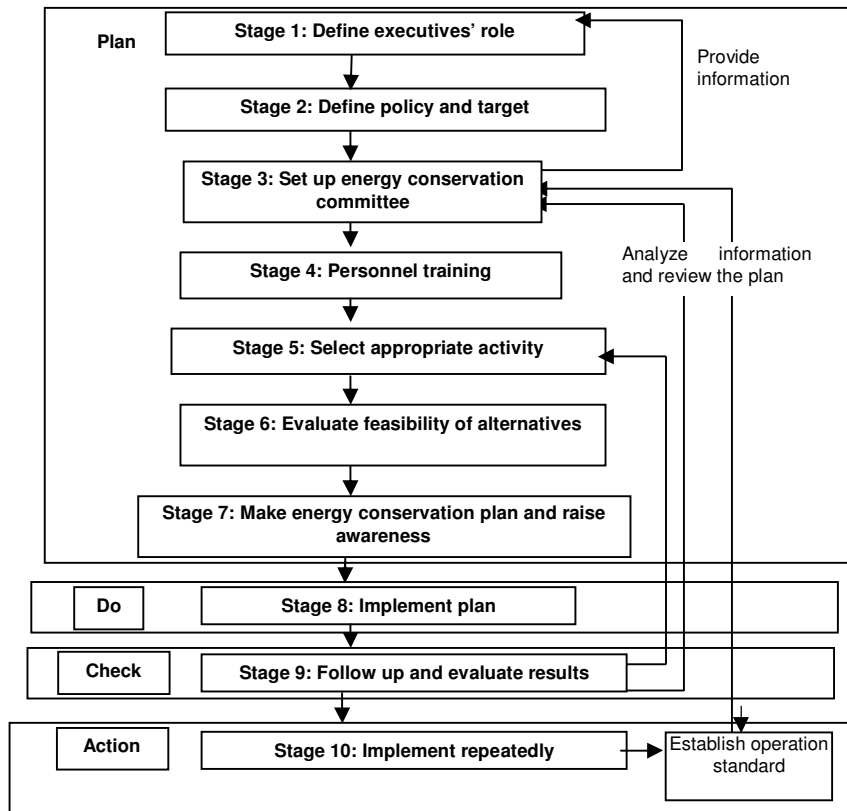 Plan
Stage 1: Define executives' role
Provide
information
Stage 2: Define policy and target
Stage 3: Set up energy conservation
committee
Analyze information
and review the plan
Stage 4: Personnel training
Stage 5: Select appropriate activity
Stage 6: Evaluate feasibility of alternatives
Stage 7: Make energy conservation plan and raise
awareness
Do
Stage 8: Implement plan
Check
Stage 9: Follow up and evaluate results
Action
Stage 10: Implement repeatedly
Establish operation
standard